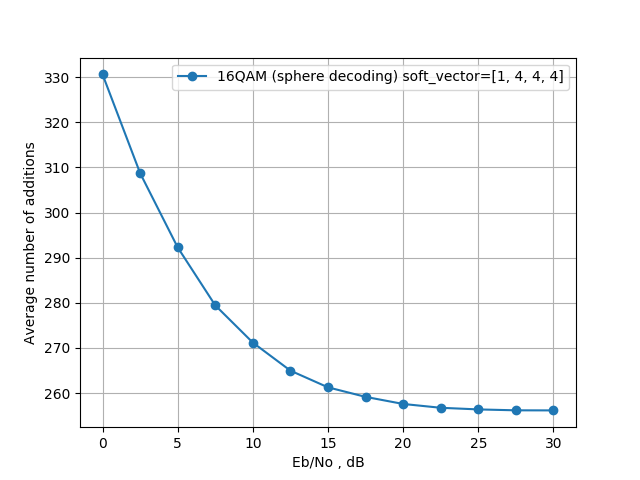 16QAM (sphere decoding) soft_vector=[1, 4, 4, 4]
Average number of additions
330
320
310
300
290
280
270
260
0 5 10 15 20 25 30
Eb/No , dB